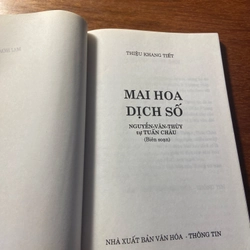 THIỆU KHANG TIẾT
MAI HOA
DỊCH SỐ
NGUYỄN-VĂN-THÙY
tự TUẤN CHÂU
(Biên soạn)
NHÀ XUẤT BẢN VĂN HÓA - THÔNG TIN